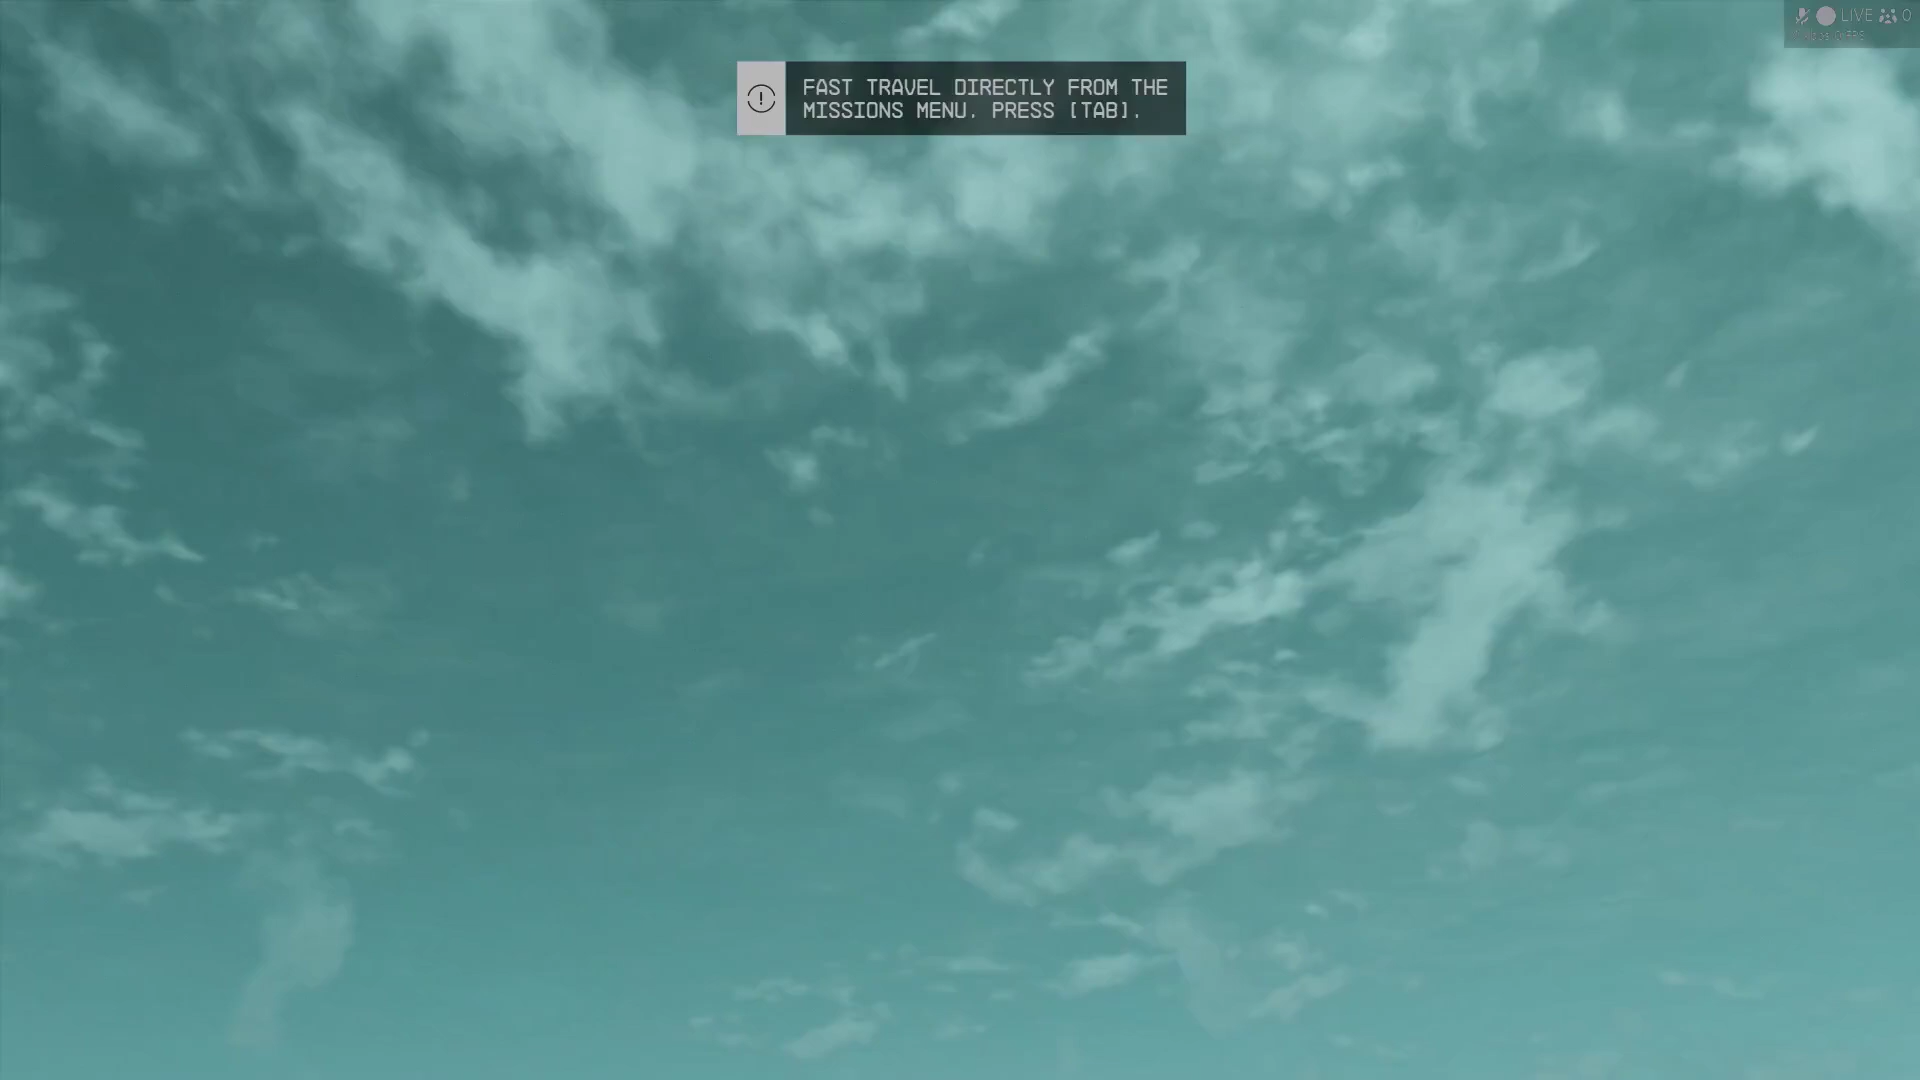 LIVE 0
FAST TRAVEL DIRECTLY FROM THE
MISSIONS MENU. PRESS [TAB].